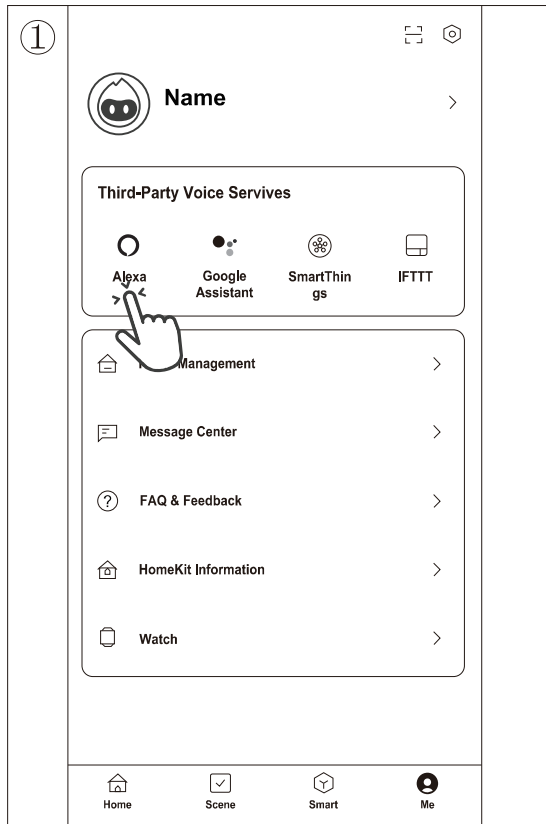 ①
Name
Third-Party Voice Servives
Alexa
Google
Assistant
SmartThin
gs
IFTTT
Management
Message Center
FAQ & Feedback
HomeKit Information
Watch
Home
Scene
Smart
Me